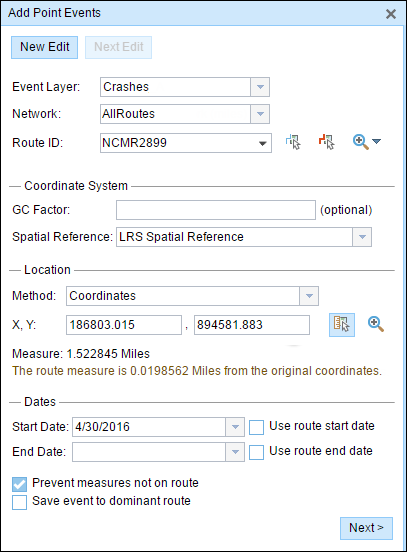 Add Point Events
New Edit Next Edit
Event Layer: Crashes
Network: AllRoutes
Route ID: NCMR2899
Coordinate System
GC Factor: (optional)
Spatial Reference: LRS Spatial Reference
Location
Method: Coordinates
X, Y: 186803.015 , 894581.883
Measure: 1.522845 Miles
The route measure is 0.0198562 Miles from the original coordinates.
Dates
Start Date: 4/30/2016 Use route start date
End Date: Use route end date
Prevent measures not on route
Save event to dominant route
Next >